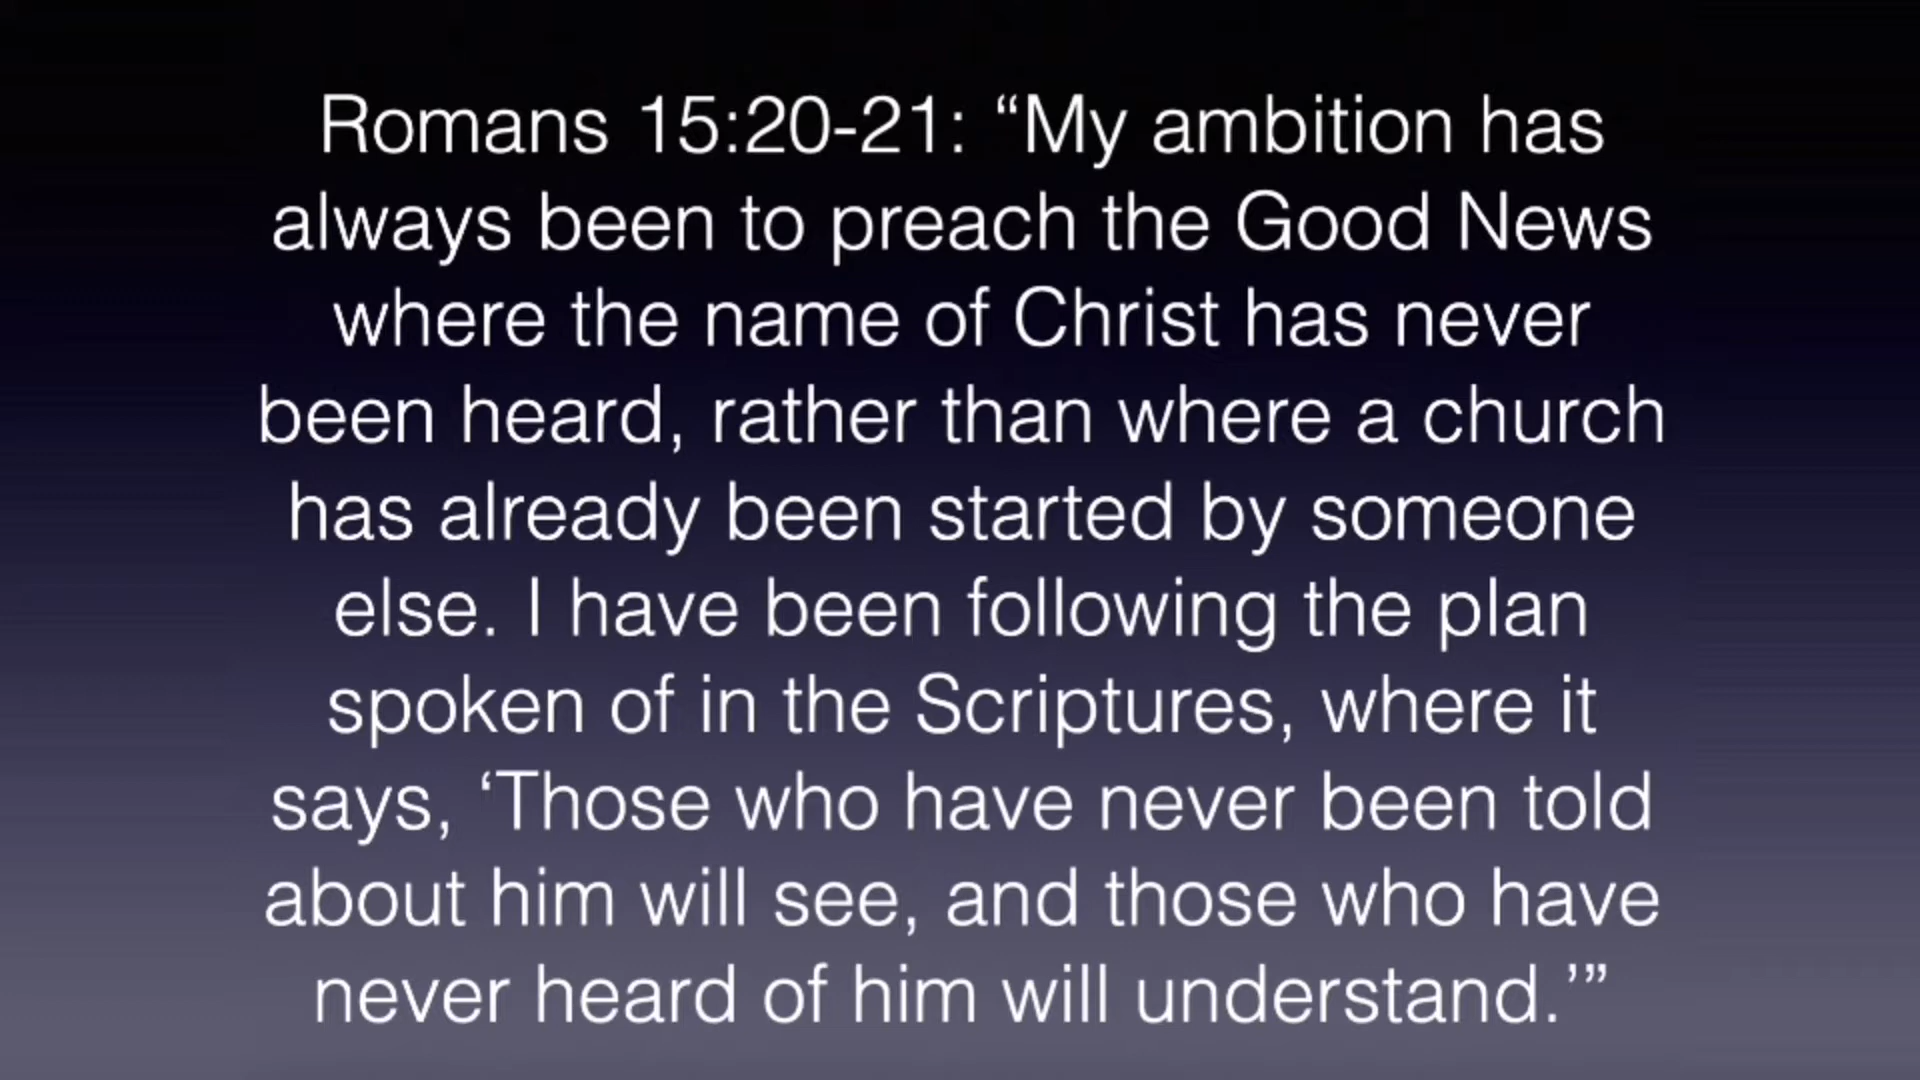 Romans 15:20-21: “My ambition has
always been to preach the Good News
where the name of Christ has never
been heard, rather than where a church
has already been started by someone
else. I have been following the plan
spoken of in the Scriptures, where it
says, ‘Those who have never been told
about him will see, and those who have
never heard of him will understand.’”